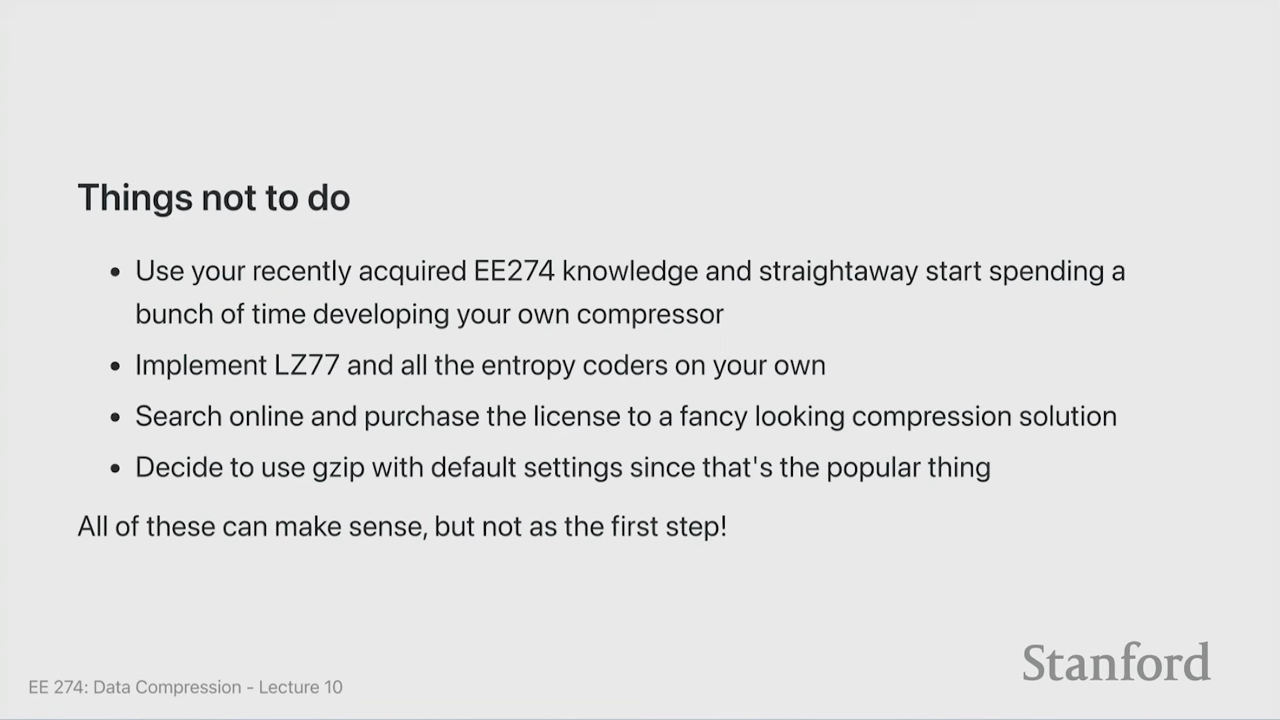 Things not to do
Use your recently acquired EE274 knowledge and straightaway start spending a
bunch of time developing your own compressor
Implement LZ77 and all the entropy coders on your own
Search online and purchase the license to a fancy looking compression solution
Decide to use gzip with default settings since that's the popular thing
All of these can make sense, but not as the first step!
Stanford
EE 274: Data Compression - Lecture 10